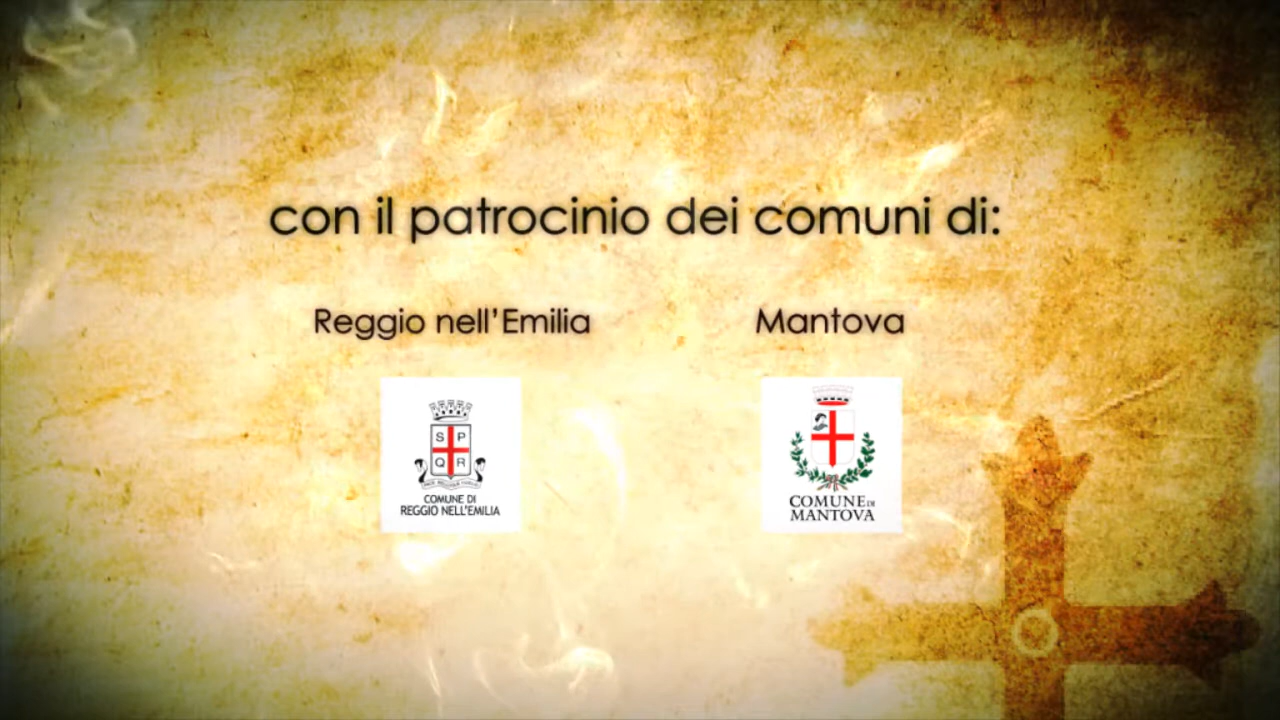 con il patrocinio dei comuni di:
Reggio nell'Emilia
Mantova
S P
Q R
COMUNE DI
REGGIO NELL'EMILIA
COMUNE DI
MANTOVA